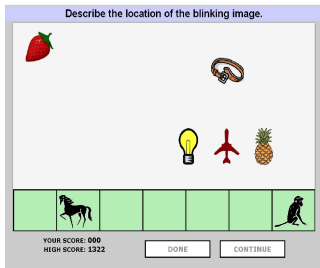 Describe the location of the blinking image.
YOUR SCORE: 000
HIGH SCORE: 1322
DONE
CONTINUE